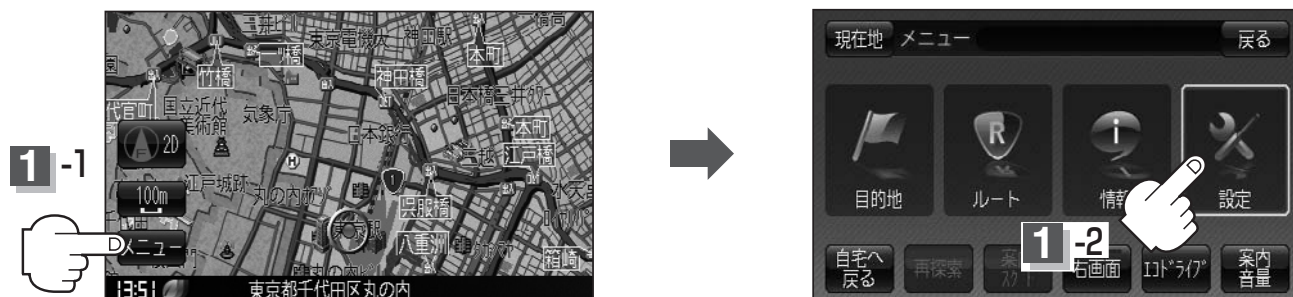 三井ビル
一ツ橋
東京電機大
神田駅
本町
竹橋
神田橋
代官町
国立近代
美術館
気象庁
日本橋三井タワー
日本銀行
本町
三越
江戸橋
2D
100m
江戸城跡
丸の内
呉服橋
東京駅
八重洲
箱崎
1 -1
メニュー
13:51
東京都千代田区丸の内
現在地
メニュー
戻る
目的地
ルート
情報
設定
1 -2
自宅へ
戻る
再探索
右画面
エコドライブ
案内
音量